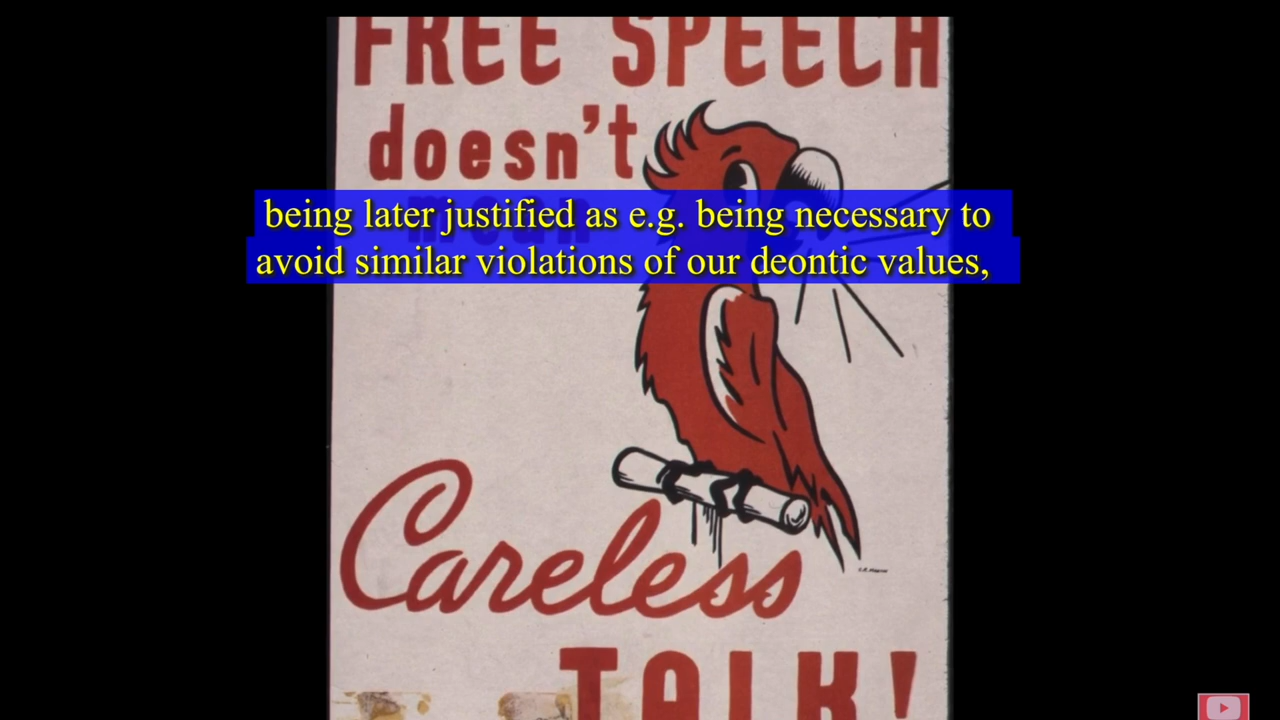 FREE SPEECH
doesn't
mean
being later justified as e.g. being necessary to
avoid similar violations of our deontic values,
Careless
TALK!